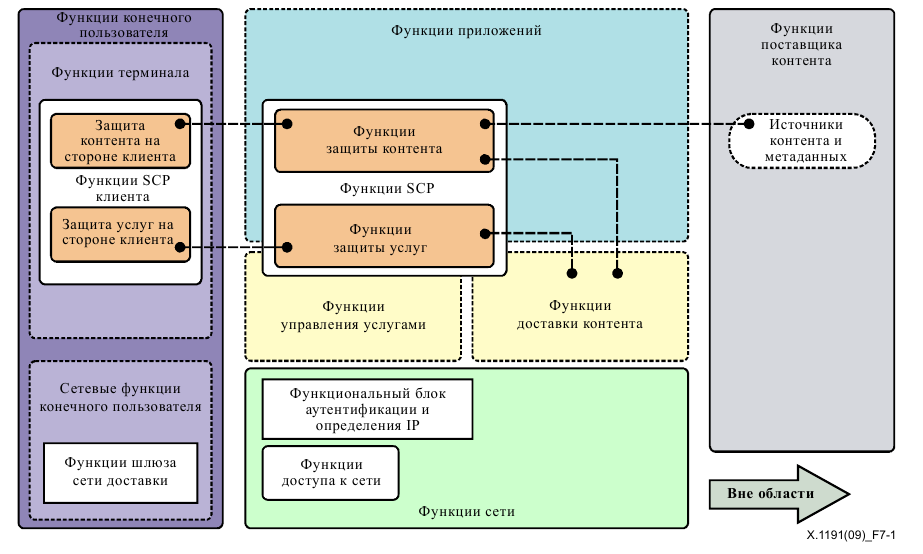 Функции конечного
пользователя
Функции терминала
Защита
контента на
стороне клиента
Функции SCP
клиента
Защита услуг на
стороне клиента
Сетевые функции
конечного пользователя
Функции шлюза
сети доставки
Функции приложений
Функции
защиты контента
Функции SCP
Функции
защиты услуг
Функции
управления услугами
Функции
доставки контента
Функциональный блок
аутентификации и
определения IP
Функции
доступа к сети
Функции сети
Функции
поставщика
контента
Источники
контента и
метаданных
Вне области
X.1191(09)_F7-1